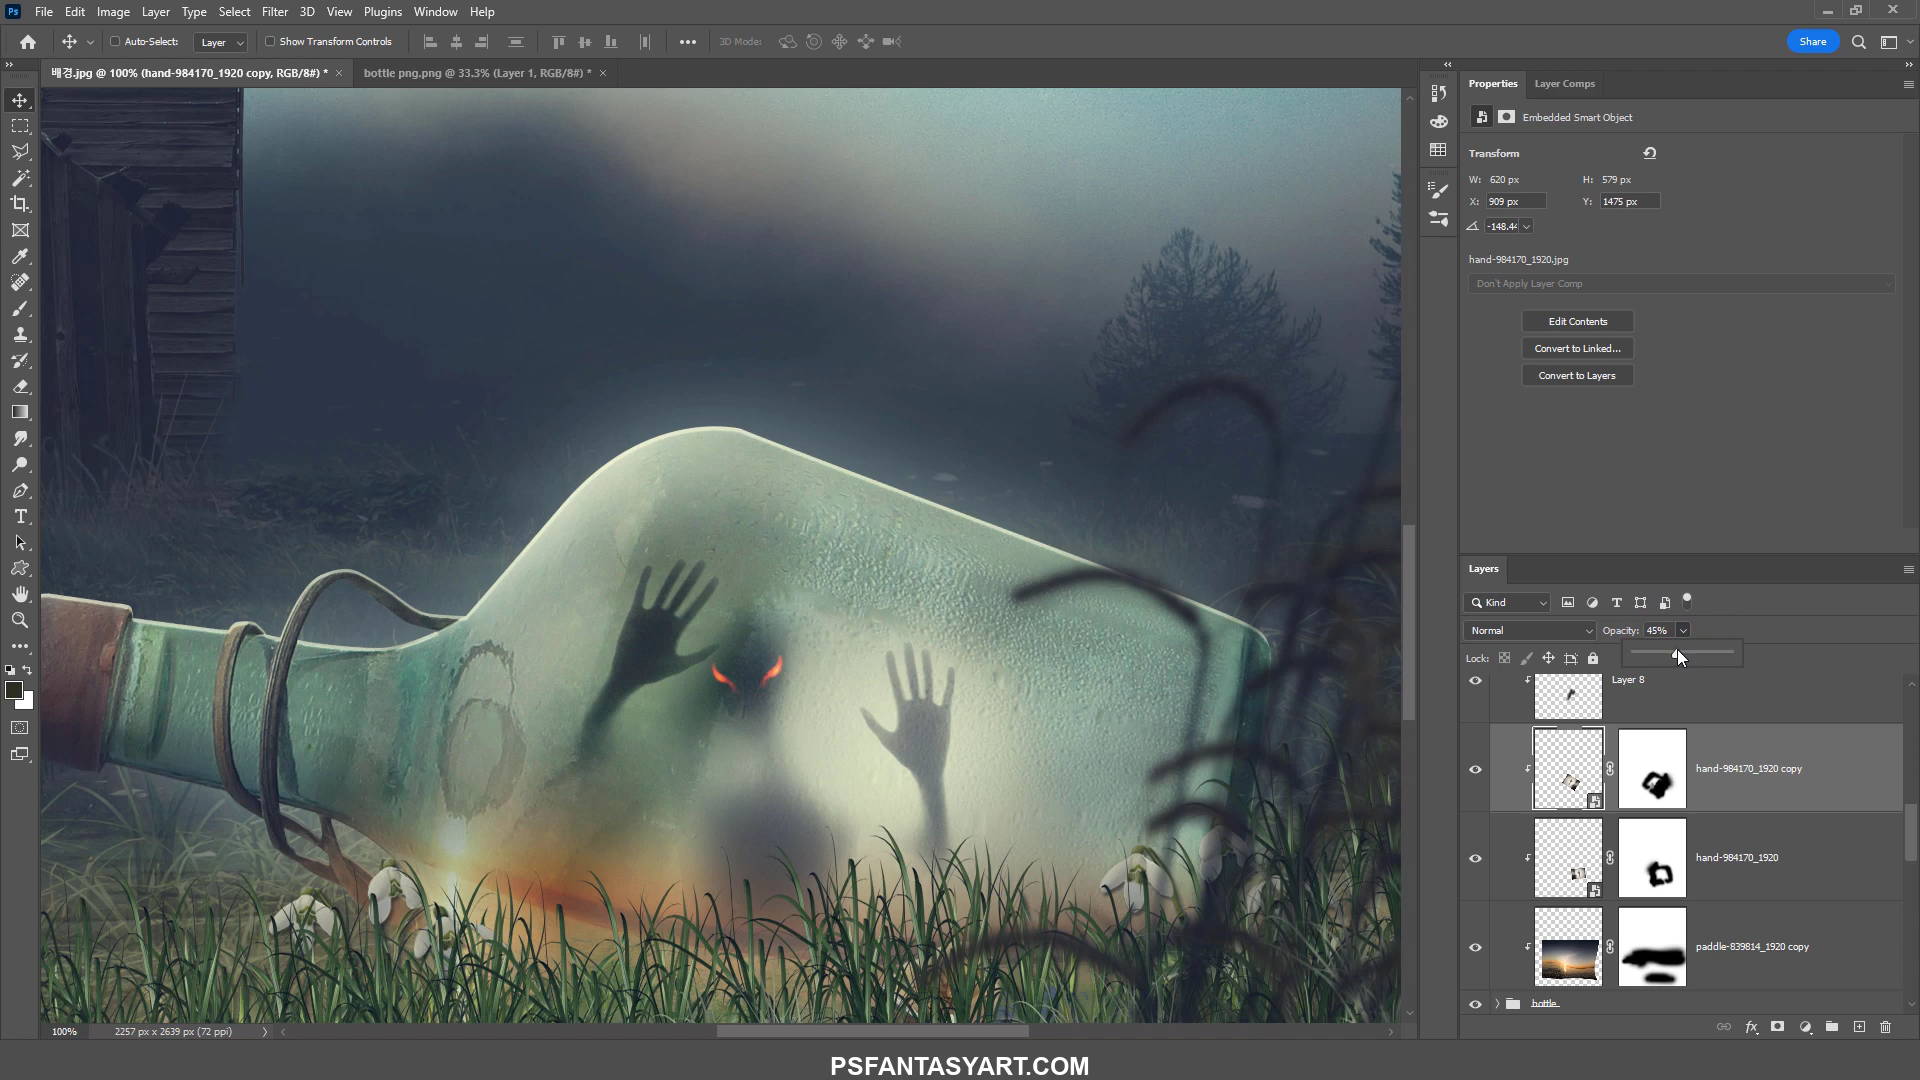 Ps File Edit Image Layer Type Select Filter 3D View Plugins Window Help
Auto-Select: Layer Show Transform Controls 3D Mode: Share
배경.jpg @ 100% (hand-984170_1920 copy, RGB/8#) * bottle png.png @ 33.3% (Layer 1, RGB/8#) *
Properties Layer Comps
Embedded Smart Object
Transform
W: 620 px H: 579 px
X: 909 px Y: 1475 px
-148.44
hand-984170_1920.jpg
Don't Apply Layer Comp
Edit Contents
Convert to Linked...
Convert to Layers
Layers
Kind
Normal Opacity: 45%
Lock:
Layer 8
hand-984170_1920 copy
hand-984170_1920
paddle-839814_1920 copy
bottle
100% 2257 px x 2639 px (72 ppi)
PSFANTASYART.COM